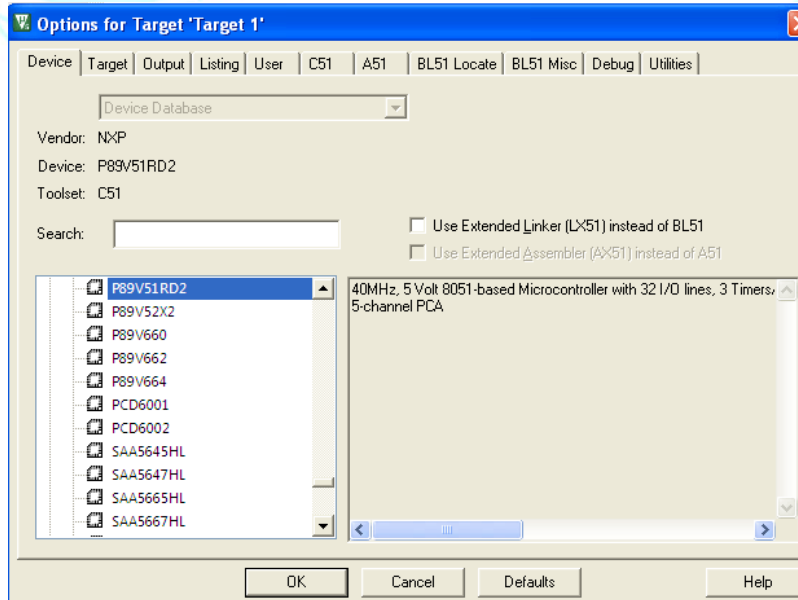 Options for Target 'Target 1'
Device Target Output Listing User C51 A51 BL51 Locate BL51 Misc Debug Utilities
Device Database
Vendor: NXP
Device: P89V51RD2
Toolset: C51
Search:
Use Extended Linker (LX51) instead of BL51
Use Extended Assembler (AX51) instead of A51
P89V51RD2
P89V52X2
P89V660
P89V662
P89V664
PCD6001
PCD6002
SAA5645HL
SAA5647HL
SAA5665HL
SAA5667HL
40MHz, 5 Volt 8051-based Microcontroller with 32 I/O lines, 3 Timers/
5-channel PCA
OK Cancel Defaults Help